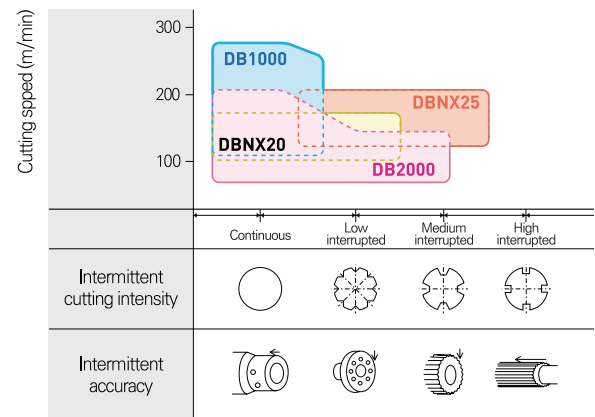 Cutting spped (m/min)
300
200
100
DB1000
DBNX25
DBNX20
DB2000
Continuous
Low
interrupted
Medium
interrupted
High
interrupted
Intermittent
cutting intensity
Intermittent
accuracy